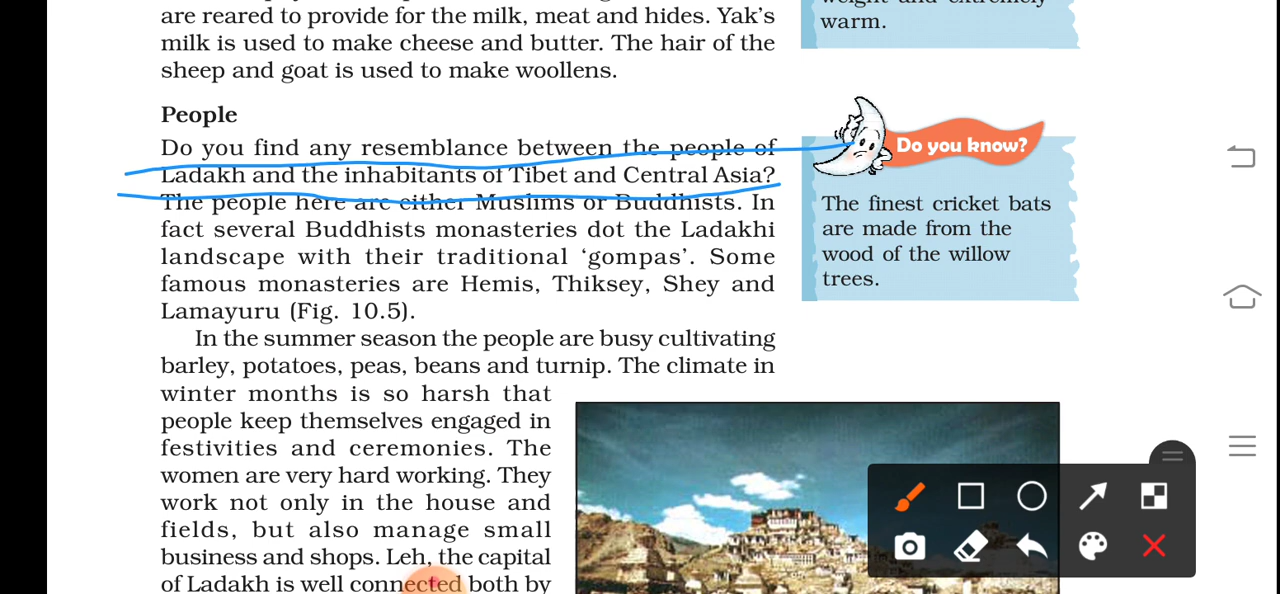 are reared to provide for the milk, meat and hides. Yak's
milk is used to make cheese and butter. The hair of the
sheep and goat is used to make woollens.
People
Do you find any resemblance between the people of
Ladakh and the inhabitants of Tibet and Central Asia?
The people here are either Muslims or Buddhists. In
fact several Buddhists monasteries dot the Ladakhi
landscape with their traditional ‘gompas’. Some
famous monasteries are Hemis, Thiksey, Shey and
Lamayuru (Fig. 10.5).
In the summer season the people are busy cultivating
barley, potatoes, peas, beans and turnip. The climate in
winter months is so harsh that
people keep themselves engaged in
festivities and ceremonies. The
women are very hard working. They
work not only in the house and
fields, but also manage small
business and shops. Leh, the capital
of Ladakh is well connected both by
warm.
Do you know?
The finest cricket bats
are made from the
wood of the willow
trees.